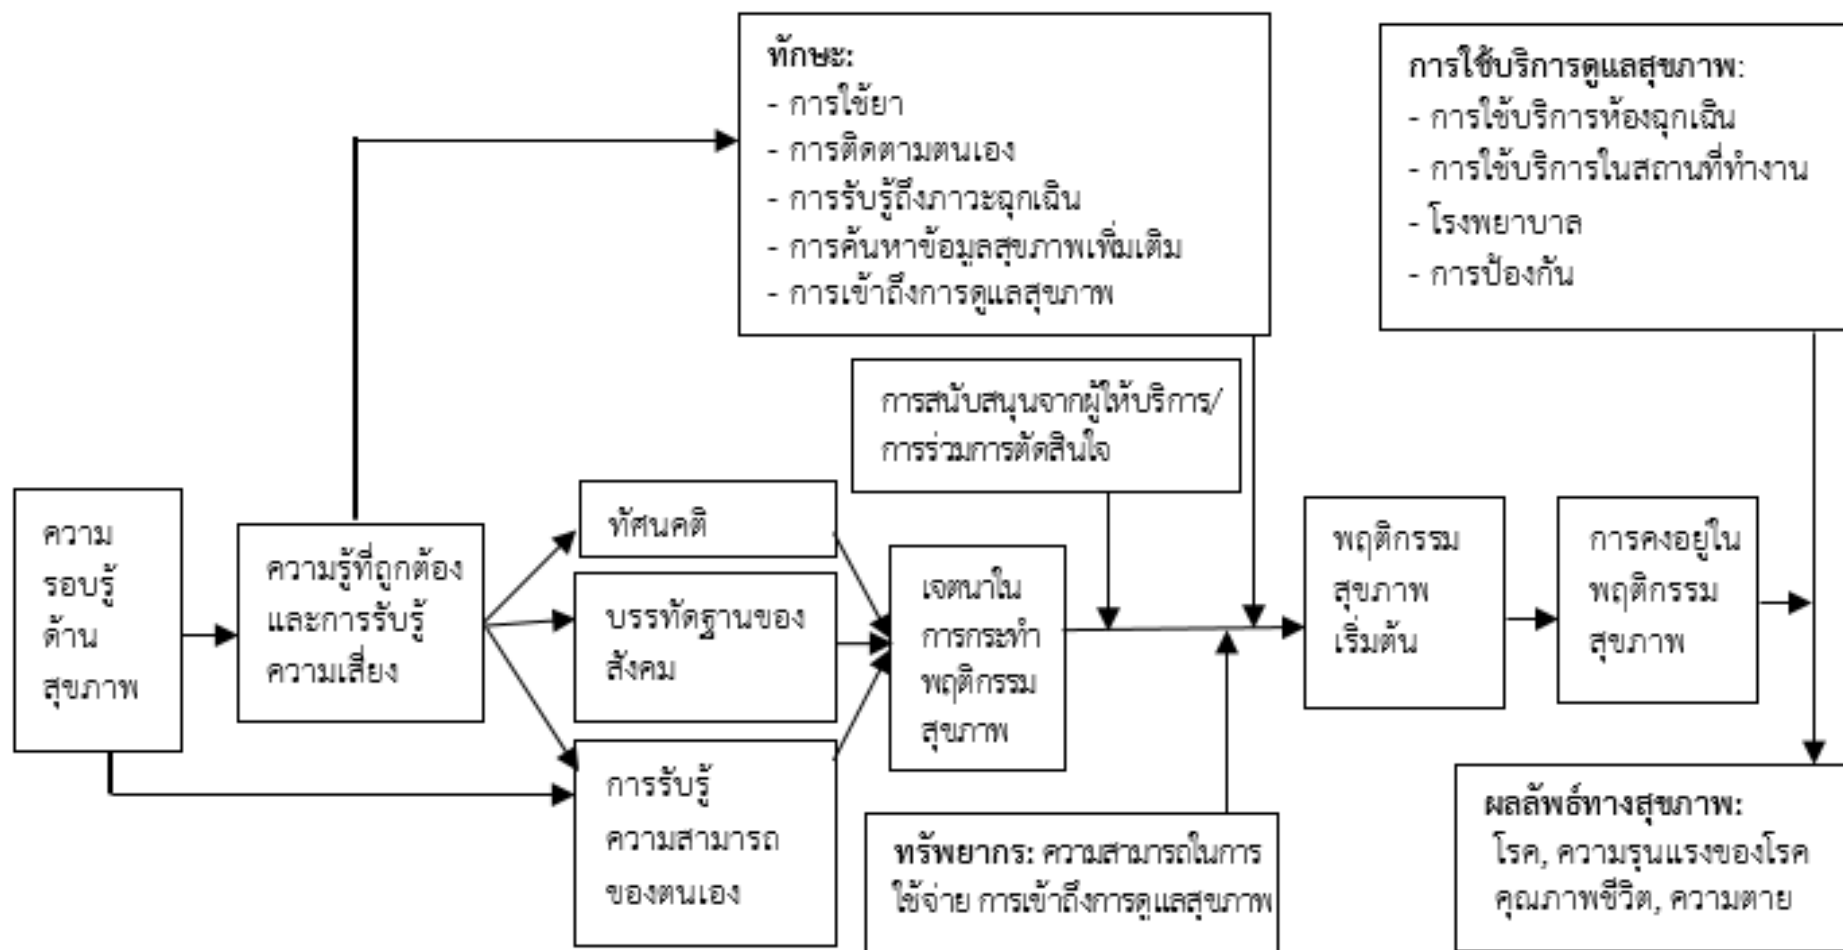 ทักษะ:
- การใช้ยา
- การติดตามตนเอง
- การรับรู้ถึงภาวะฉุกเฉิน
- การค้นหาข้อมูลสุขภาพเพิ่มเติม
- การเข้าถึงการดูแลสุขภาพ
การใช้บริการดูแลสุขภาพ:
- การใช้บริการห้องฉุกเฉิน
- การใช้บริการในสถานที่ทำงาน
- โรงพยาบาล
- การป้องกัน
การสนับสนุนจากผู้ให้บริการ/
การร่วมการตัดสินใจ
ความ
รอบรู้
ด้าน
สุขภาพ
ความรู้ที่ถูกต้อง
และการรับรู้
ความเสี่ยง
ทัศนคติ
บรรทัดฐานของ
สังคม
การรับรู้
ความสามารถ
ของตนเอง
เจตนาใน
การกระทำ
พฤติกรรม
สุขภาพ
พฤติกรรม
สุขภาพ
เริ่มต้น
การคงอยู่ใน
พฤติกรรม
สุขภาพ
ทรัพยากร: ความสามารถในการ
ใช้จ่าย การเข้าถึงการดูแลสุขภาพ
ผลลัพธ์ทางสุขภาพ:
โรค, ความรุนแรงของโรค
คุณภาพชีวิต, ความตาย